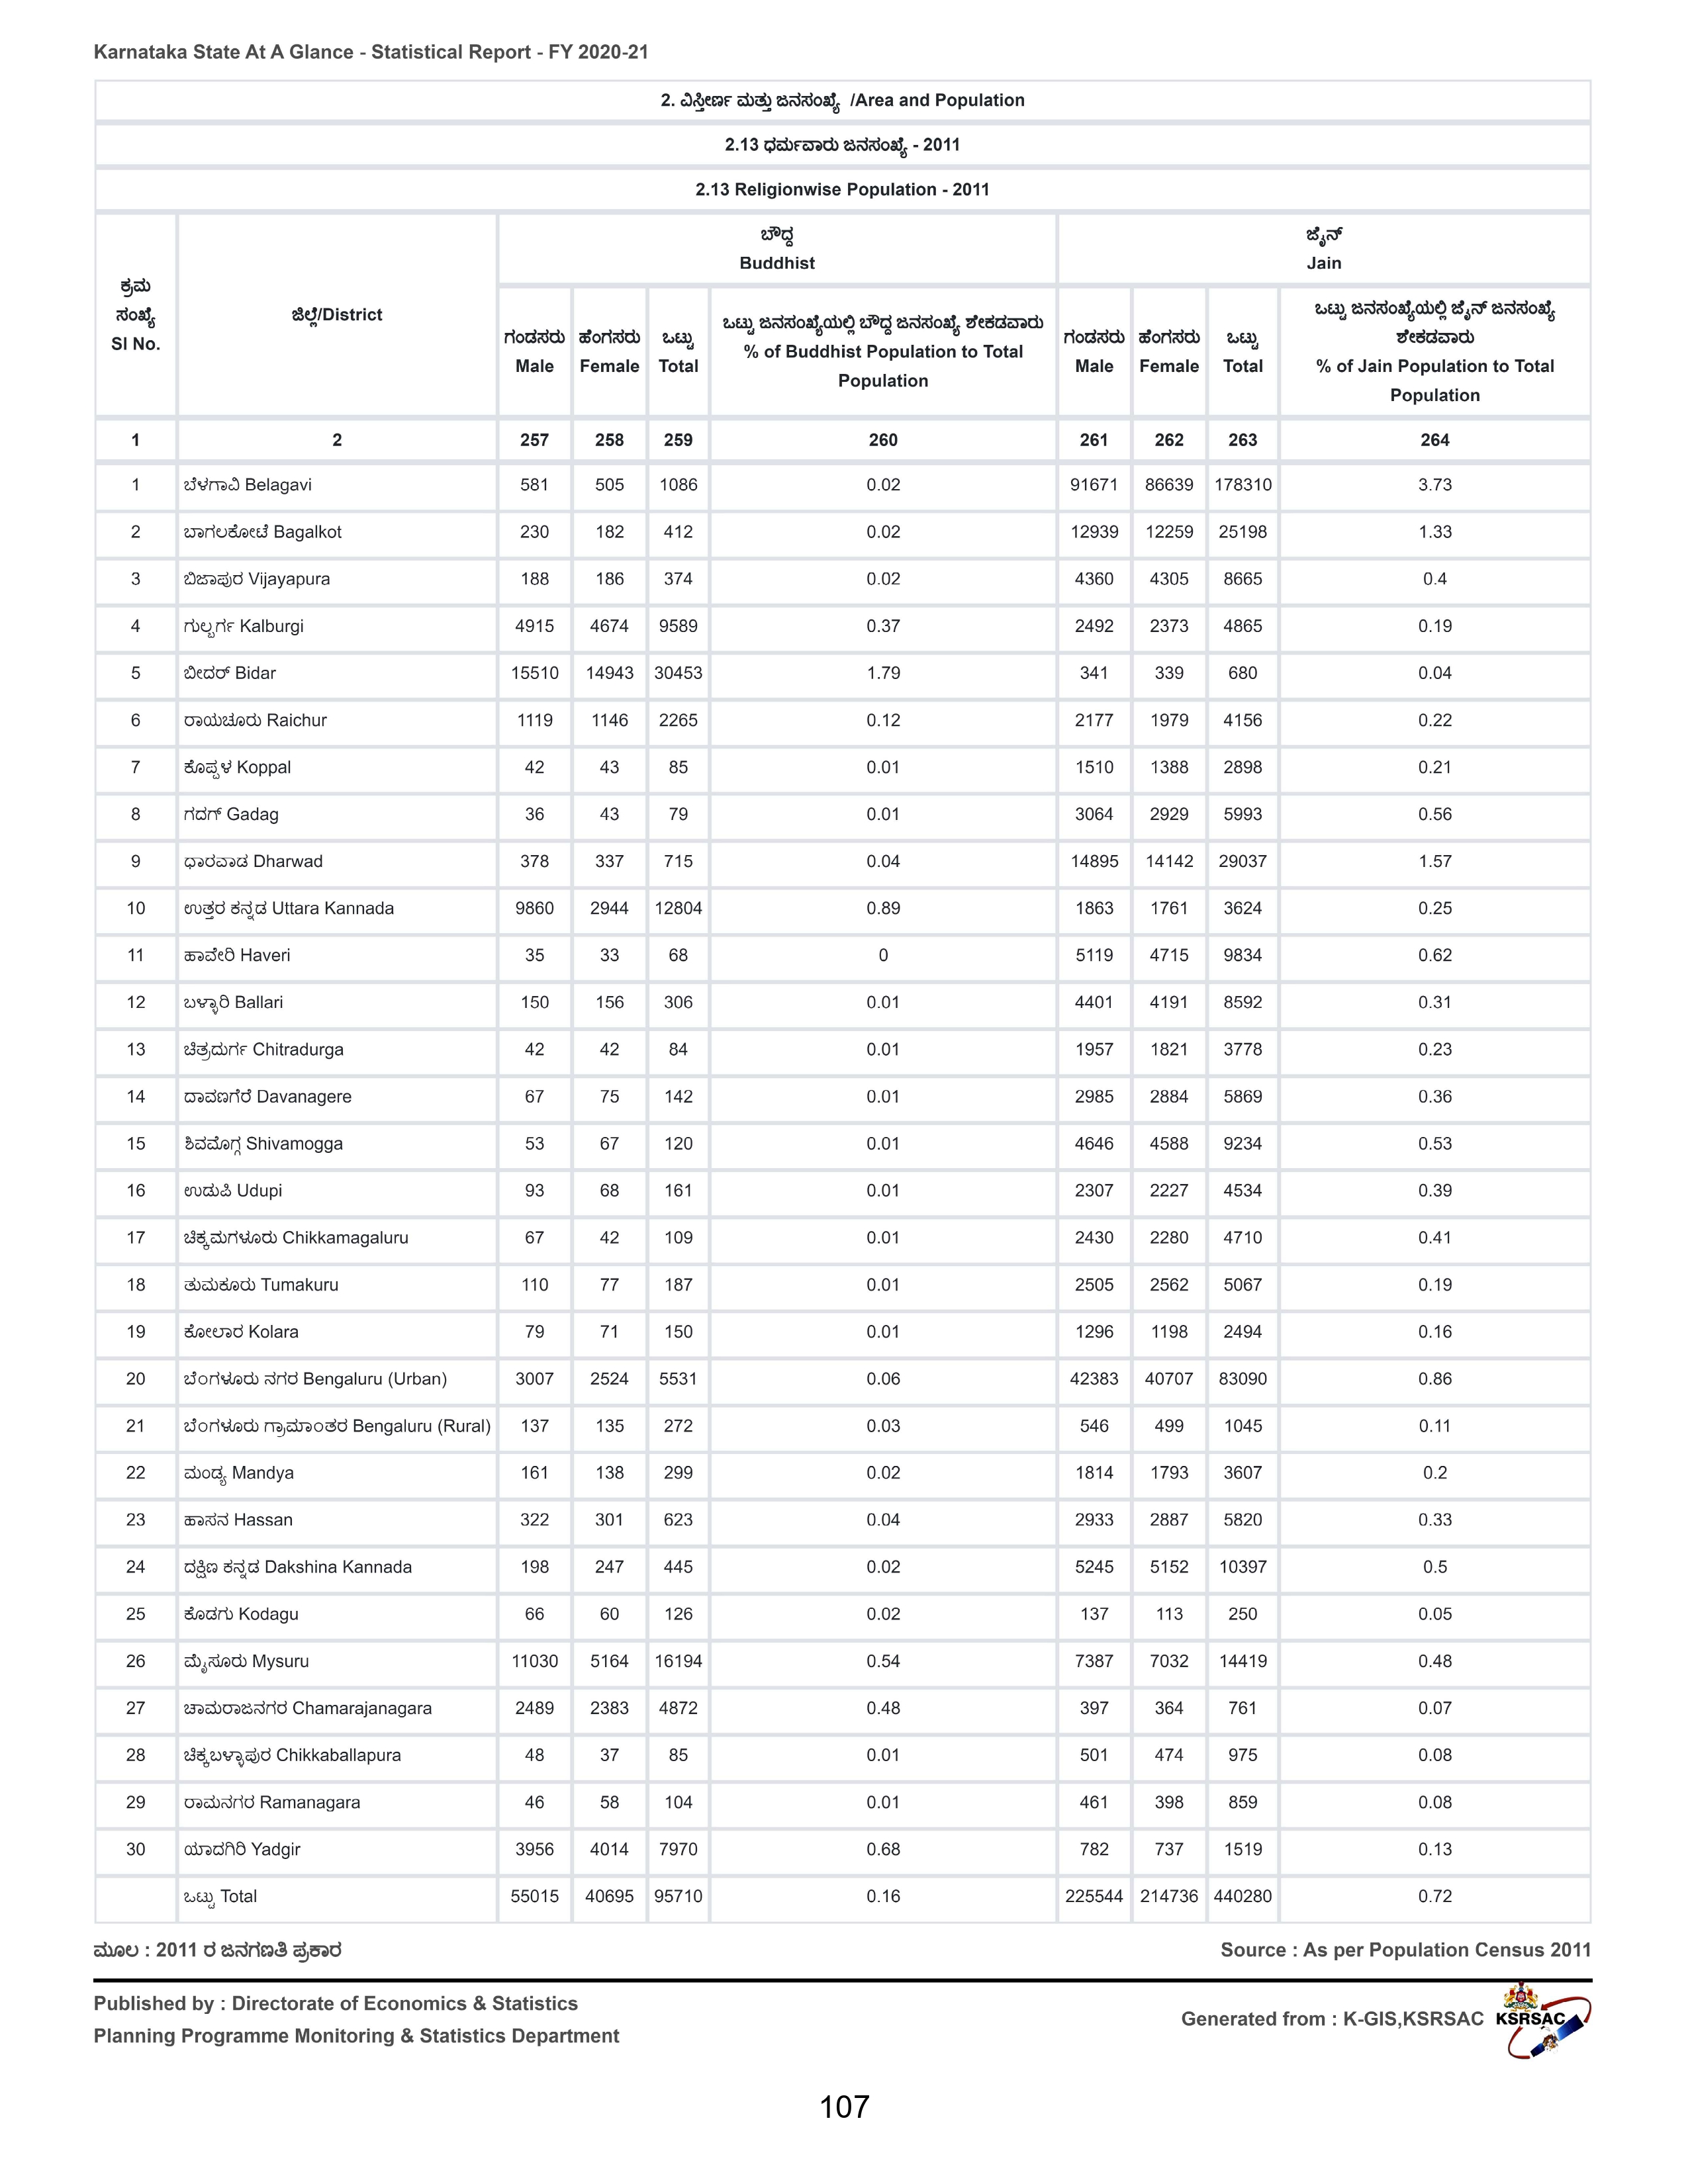 Karnataka State At A Glance - Statistical Report - FY 2020-21
2. ವಿಸ್ತೀರ್ಣ ಮತ್ತು ಜನಸಂಖ್ಯೆ /Area and Population
2.13 ಧರ್ಮವಾರು ಜನಸಂಖ್ಯೆ - 2011
2.13 Religionwise Population - 2011
ಕ್ರಮ
ಸಂಖ್ಯೆ
Sl No.
ಜಿಲ್ಲೆ/District
ಬೌದ್ದ
Buddhist
ಜೈನ್
Jain
ಗಂಡಸರು
Male
ಹೆಂಗಸರು
Female
ಒಟ್ಟು
Total
ಒಟ್ಟು ಜನಸಂಖ್ಯೆಯಲ್ಲಿ ಬೌದ್ದ ಜನಸಂಖ್ಯೆ ಶೇಕಡವಾರು
% of Buddhist Population to Total
Population
ಗಂಡಸರು
Male
ಹೆಂಗಸರು
Female
ಒಟ್ಟು
Total
ಒಟ್ಟು ಜನಸಂಖ್ಯೆಯಲ್ಲಿ ಜೈನ್ ಜನಸಂಖ್ಯೆ
ಶೇಕಡವಾರು
% of Jain Population to Total
Population
1 2 257 258 259 260 261 262 263 264
1 ಬೆಳಗಾವಿ Belagavi 581 505 1086 0.02 91671 86639 178310 3.73
2 ಬಾಗಲಕೋಟೆ Bagalkot 230 182 412 0.02 12939 12259 25198 1.33
3 ಬಿಜಾಪುರ Vijayapura 188 186 374 0.02 4360 4305 8665 0.4
4 ಗುಲ್ಬರ್ಗ Kalburgi 4915 4674 9589 0.37 2492 2373 4865 0.19
5 ಬೀದರ್ Bidar 15510 14943 30453 1.79 341 339 680 0.04
6 ರಾಯಚೂರು Raichur 1119 1146 2265 0.12 2177 1979 4156 0.22
7 ಕೊಪ್ಪಳ Koppal 42 43 85 0.01 1510 1388 2898 0.21
8 ಗದಗ್ Gadag 36 43 79 0.01 3064 2929 5993 0.56
9 ಧಾರವಾಡ Dharwad 378 337 715 0.04 14895 14142 29037 1.57
10 ಉತ್ತರ ಕನ್ನಡ Uttara Kannada 9860 2944 12804 0.89 1863 1761 3624 0.25
11 ಹಾವೇರಿ Haveri 35 33 68 0 5119 4715 9834 0.62
12 ಬಳ್ಳಾರಿ Ballari 150 156 306 0.01 4401 4191 8592 0.31
13 ಚಿತ್ರದುರ್ಗ Chitradurga 42 42 84 0.01 1957 1821 3778 0.23
14 ದಾವಣಗೆರೆ Davanagere 67 75 142 0.01 2985 2884 5869 0.36
15 ಶಿವಮೊಗ್ಗ Shivamogga 53 67 120 0.01 4646 4588 9234 0.53
16 ಉಡುಪಿ Udupi 93 68 161 0.01 2307 2227 4534 0.39
17 ಚಿಕ್ಕಮಗಳೂರು Chikkamagaluru 67 42 109 0.01 2430 2280 4710 0.41
18 ತುಮಕೂರು Tumakuru 110 77 187 0.01 2505 2562 5067 0.19
19 ಕೋಲಾರ Kolara 79 71 150 0.01 1296 1198 2494 0.16
20 ಬೆಂಗಳೂರು ನಗರ Bengaluru (Urban) 3007 2524 5531 0.06 42383 40707 83090 0.86
21 ಬೆಂಗಳೂರು ಗ್ರಾಮಾಂತರ Bengaluru (Rural) 137 135 272 0.03 546 499 1045 0.11
22 ಮಂಡ್ಯ Mandya 161 138 299 0.02 1814 1793 3607 0.2
23 ಹಾಸನ Hassan 322 301 623 0.04 2933 2887 5820 0.33
24 ದಕ್ಷಿಣ ಕನ್ನಡ Dakshina Kannada 198 247 445 0.02 5245 5152 10397 0.5
25 ಕೊಡಗು Kodagu 66 60 126 0.02 137 113 250 0.05
26 ಮೈಸೂರು Mysuru 11030 5164 16194 0.54 7387 7032 14419 0.48
27 ಚಾಮರಾಜನಗರ Chamarajanagara 2489 2383 4872 0.48 397 364 761 0.07
28 ಚಿಕ್ಕಬಳ್ಳಾಪುರ Chikkaballapura 48 37 85 0.01 501 474 975 0.08
29 ರಾಮನಗರ Ramanagara 46 58 104 0.01 461 398 859 0.08
30 ಯಾದಗಿರಿ Yadgir 3956 4014 7970 0.68 782 737 1519 0.13
ಒಟ್ಟು Total 55015 40695 95710 0.16 225544 214736 440280 0.72
ಮೂಲ : 2011 ರ ಜನಗಣತಿ ಪ್ರಕಾರ Source : As per Population Census 2011
Published by : Directorate of Economics & Statistics
Planning Programme Monitoring & Statistics Department
Generated from : K-GIS,KSRSAC KSRSAC
107